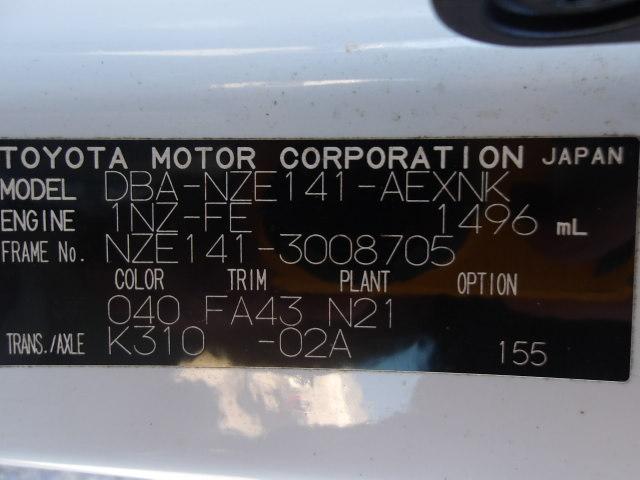 TOYOTA MOTOR CORPORATION JAPAN
MODEL DBA-NZE141-AEXNK
ENGINE 1NZ-FE 1496 mL
FRAME No. NZE141-3008705
COLOR TRIM PLANT OPTION
040 FA43 N21
TRANS./AXLE K310 -02A 155